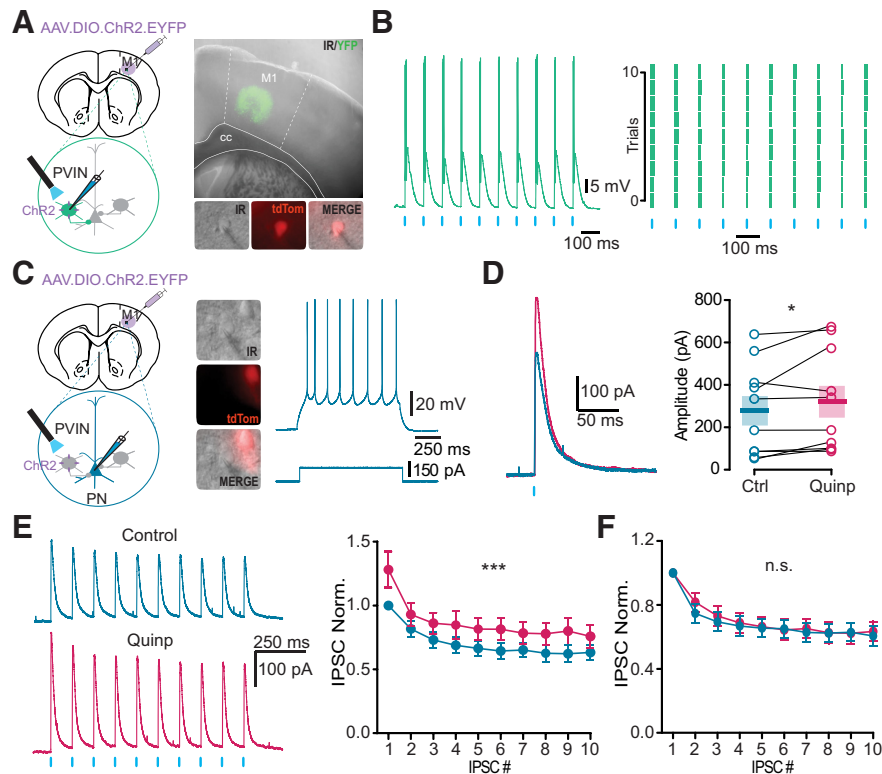 A
AAV.DIO.ChR2.EYFP
M1
PVIN
ChR2
IR/YFP
M1
cc
IR
tdTom
MERGE
B
5 mV
100 ms
Trials
10
0
100 ms
C
AAV.DIO.ChR2.EYFP
M1
PVIN
ChR2
PN
IR
tdTom
MERGE
20 mV
250 ms
150 pA
D
100 pA
50 ms
Amplitude (pA)
800
600
400
200
0
*
Ctrl
Quinp
E
Control
Quinp
250 ms
100 pA
IPSC Norm.
1.5
1.0
0.5
0.0
***
1 2 3 4 5 6 7 8 9 10
IPSC #
F
IPSC Norm.
1.2
0.8
0.4
0.0
n.s.
1 2 3 4 5 6 7 8 9 10
IPSC #